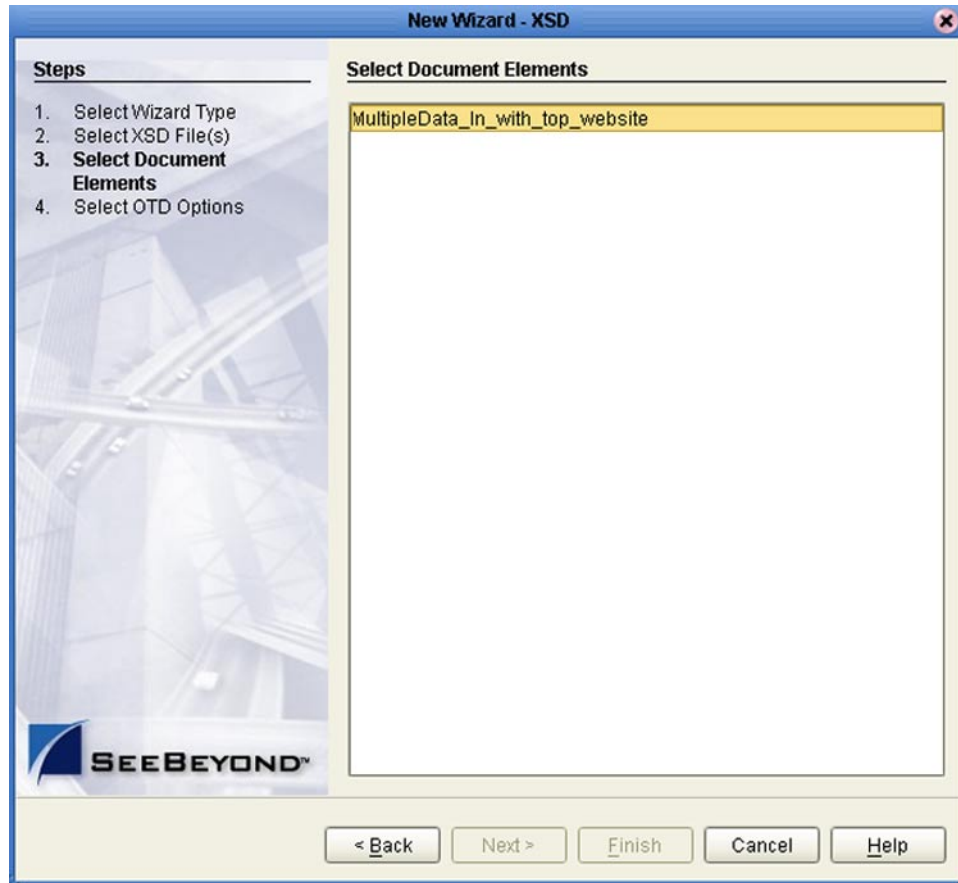 New Wizard - XSD
Steps
1. Select Wizard Type
2. Select XSD File(s)
3. Select Document
Elements
4. Select OTD Options
Select Document Elements
MultipleData_In_with_top_website
SEEBEYOND™
< Back
Next >
Finish
Cancel
Help